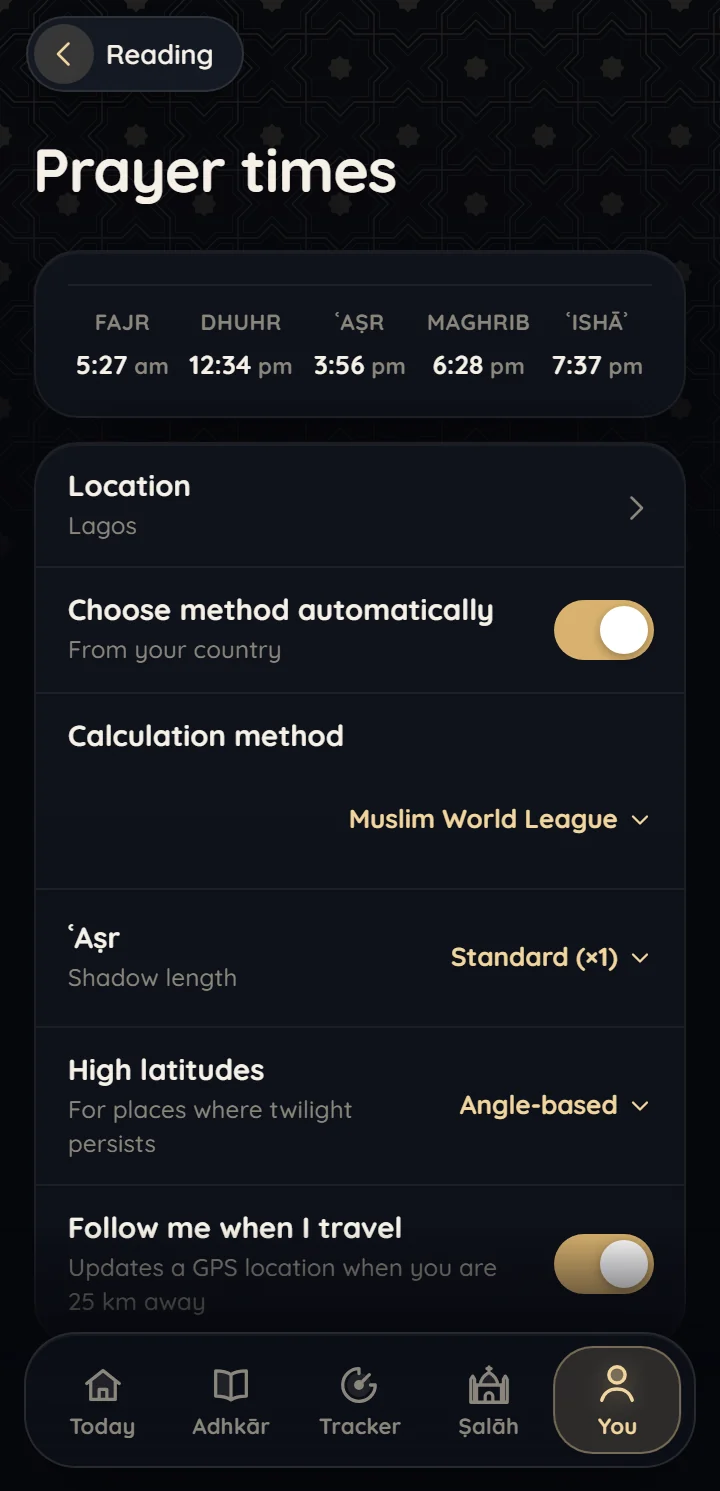 Reading
Prayer times
FAJR DHUHR ʿAṢR MAGHRIB ʿISHĀʾ
5:27 am 12:34 pm 3:56 pm 6:28 pm 7:37 pm
Location
Lagos
Choose method automatically
From your country
Calculation method
Muslim World League
ʿAṣr
Shadow length
Standard (×1)
High latitudes
For places where twilight
persists
Angle-based
Follow me when I travel
Updates a GPS location when you are
25 km away
Today Adhkār Tracker Ṣalāh You